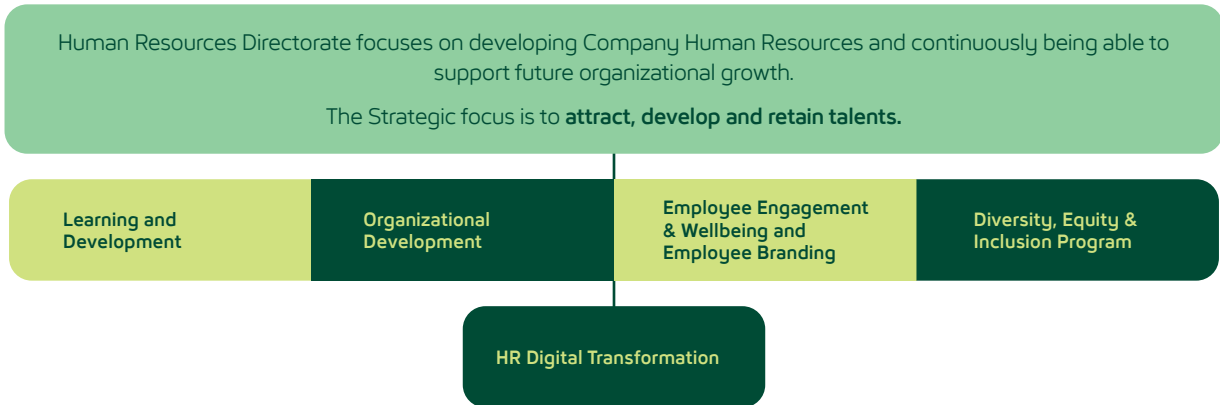 Human Resources Directorate focuses on developing Company Human Resources and continuously being able to
support future organizational growth.
The Strategic focus is to attract, develop and retain talents.
Learning and
Development
Organizational
Development
Employee Engagement
& Wellbeing and
Employee Branding
Diversity, Equity &
Inclusion Program
HR Digital Transformation